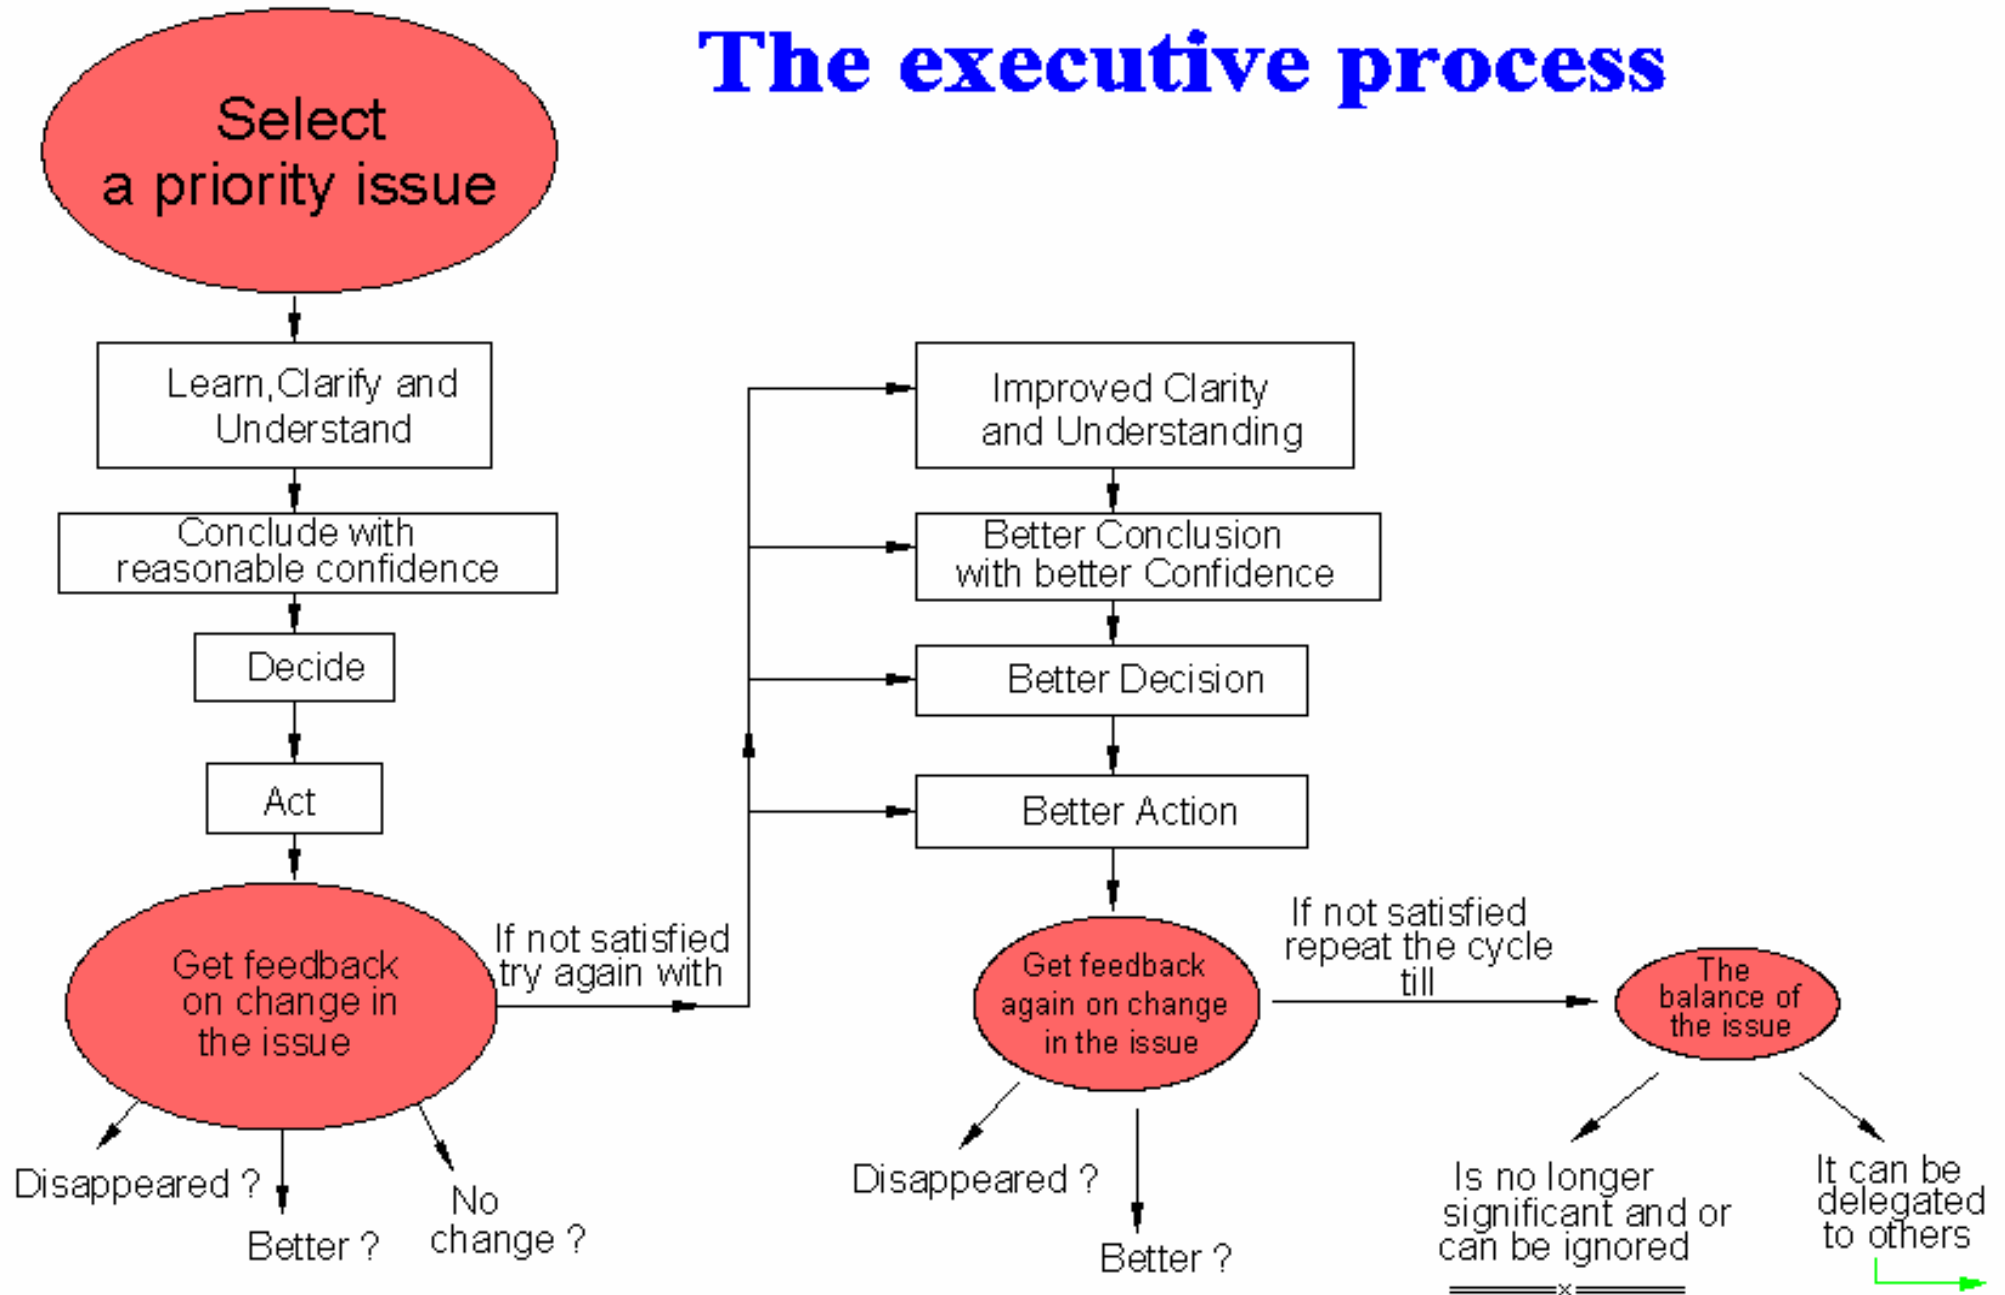 The executive process
Select
a priority issue
Learn,Clarify and
Understand
Conclude with
reasonable confidence
Decide
Act
Get feedback
on change in
the issue
Disappeared ?
Better ?
No
change ?
If not satisfied
try again with
Improved Clarity
and Understanding
Better Conclusion
with better Confidence
Better Decision
Better Action
Get feedback
again on change
in the issue
Disappeared ?
Better ?
If not satisfied
repeat the cycle
till
The
balance of
the issue
Is no longer
significant and or
can be ignored
It can be
delegated
to others